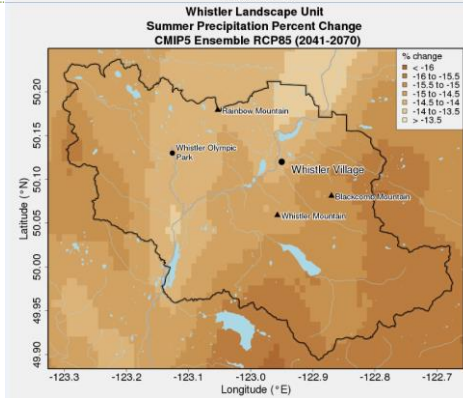 Whistler Landscape Unit
Summer Precipitation Percent Change
CMIP5 Ensemble RCP85 (2041-2070)
% change
< -16
-16 to -15.5
-15.5 to -15
-15 to -14.5
-14.5 to -14
-14 to -13.5
> -13.5
Rainbow Mountain
Whistler Olympic
Park
Whistler Village
Blackcomb Mountain
Whistler Mountain
Latitude (°N)
50.20
50.15
50.10
50.05
50.00
49.95
49.90
-123.3 -123.2 -123.1 -123.0 -122.9 -122.8 -122.7
Longitude (°E)